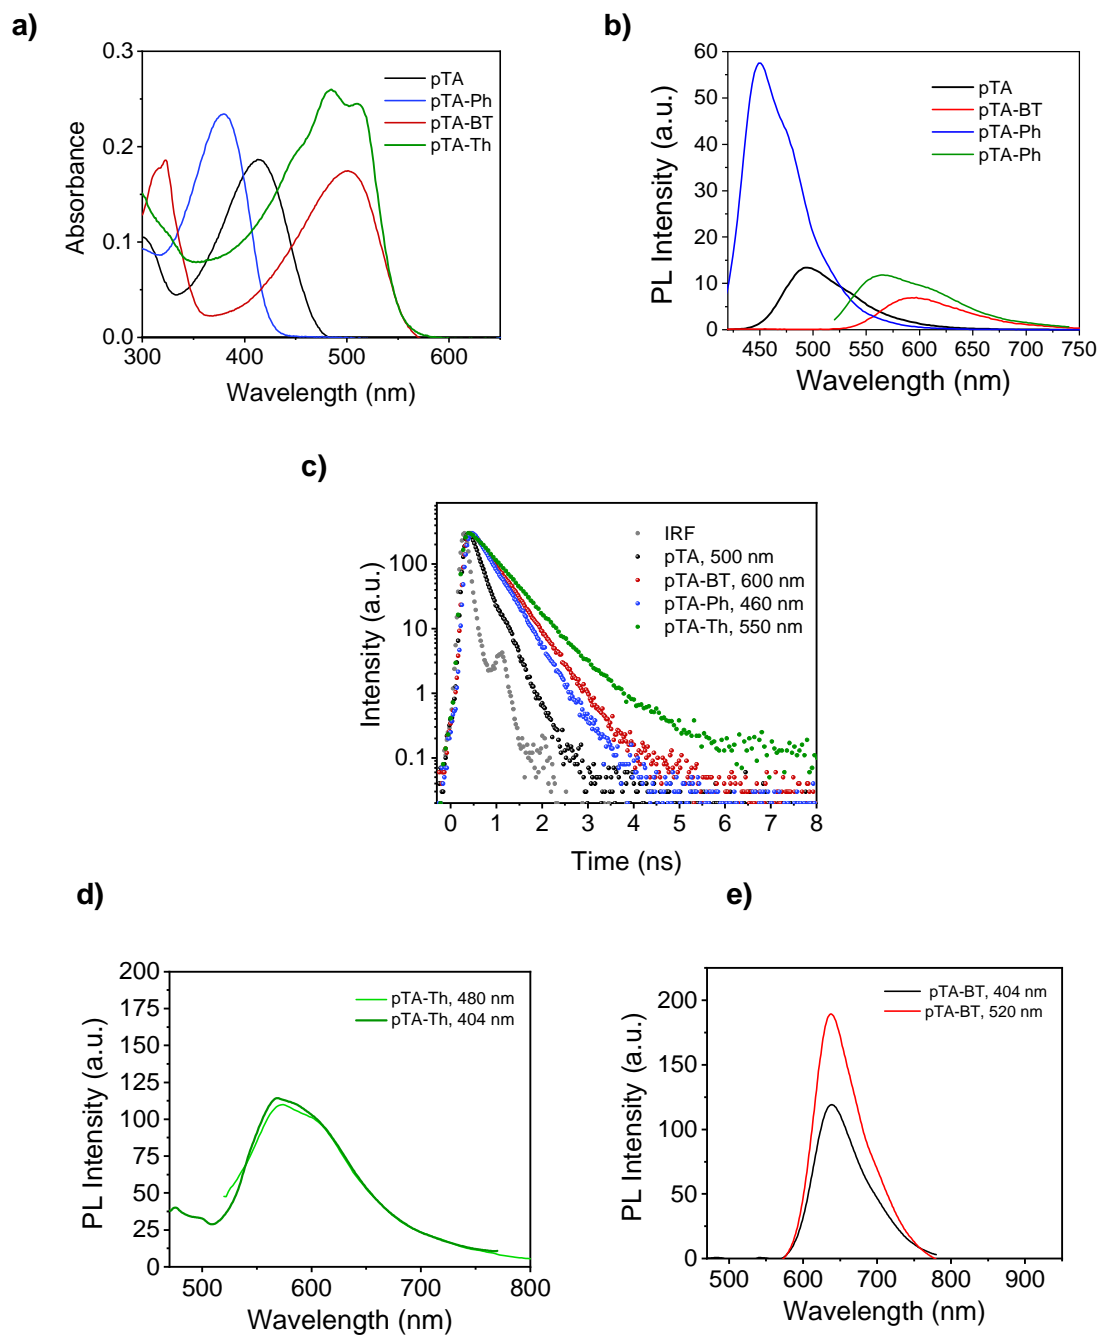 a)
0.3
0.2
0.1
0.0
300
400
500
600
Absorbance
Wavelength (nm)
pTA
pTA-Ph
pTA-BT
pTA-Th
b)
60
50
40
30
20
10
0
450
500
550
600
650
700
750
PL Intensity (a.u.)
Wavelength (nm)
pTA
pTA-BT
pTA-Ph
pTA-Ph
c)
100
10
1
0.1
0
1
2
3
4
5
6
7
8
Intensity (a.u.)
Time (ns)
IRF
pTA, 500 nm
pTA-BT, 600 nm
pTA-Ph, 460 nm
pTA-Th, 550 nm
d)
200
175
150
125
100
75
50
25
0
500
600
700
800
PL Intensity (a.u.)
Wavelength (nm)
pTA-Th, 480 nm
pTA-Th, 404 nm
e)
200
150
100
50
0
500
600
700
800
900
PL Intensity (a.u.)
Wavelength (nm)
pTA-BT, 404 nm
pTA-BT, 520 nm